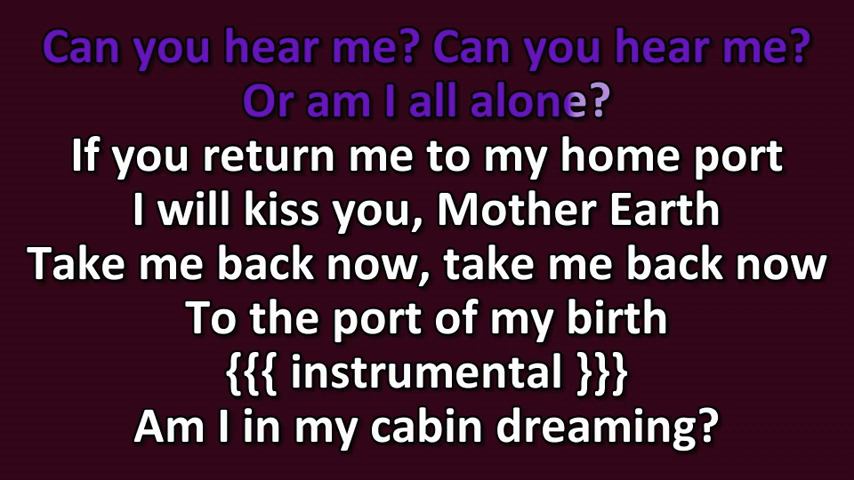 Can you hear me? Can you hear me?
Or am I all alone?
If you return me to my home port
I will kiss you, Mother Earth
Take me back now, take me back now
To the port of my birth
{{{ instrumental }}}
Am I in my cabin dreaming?